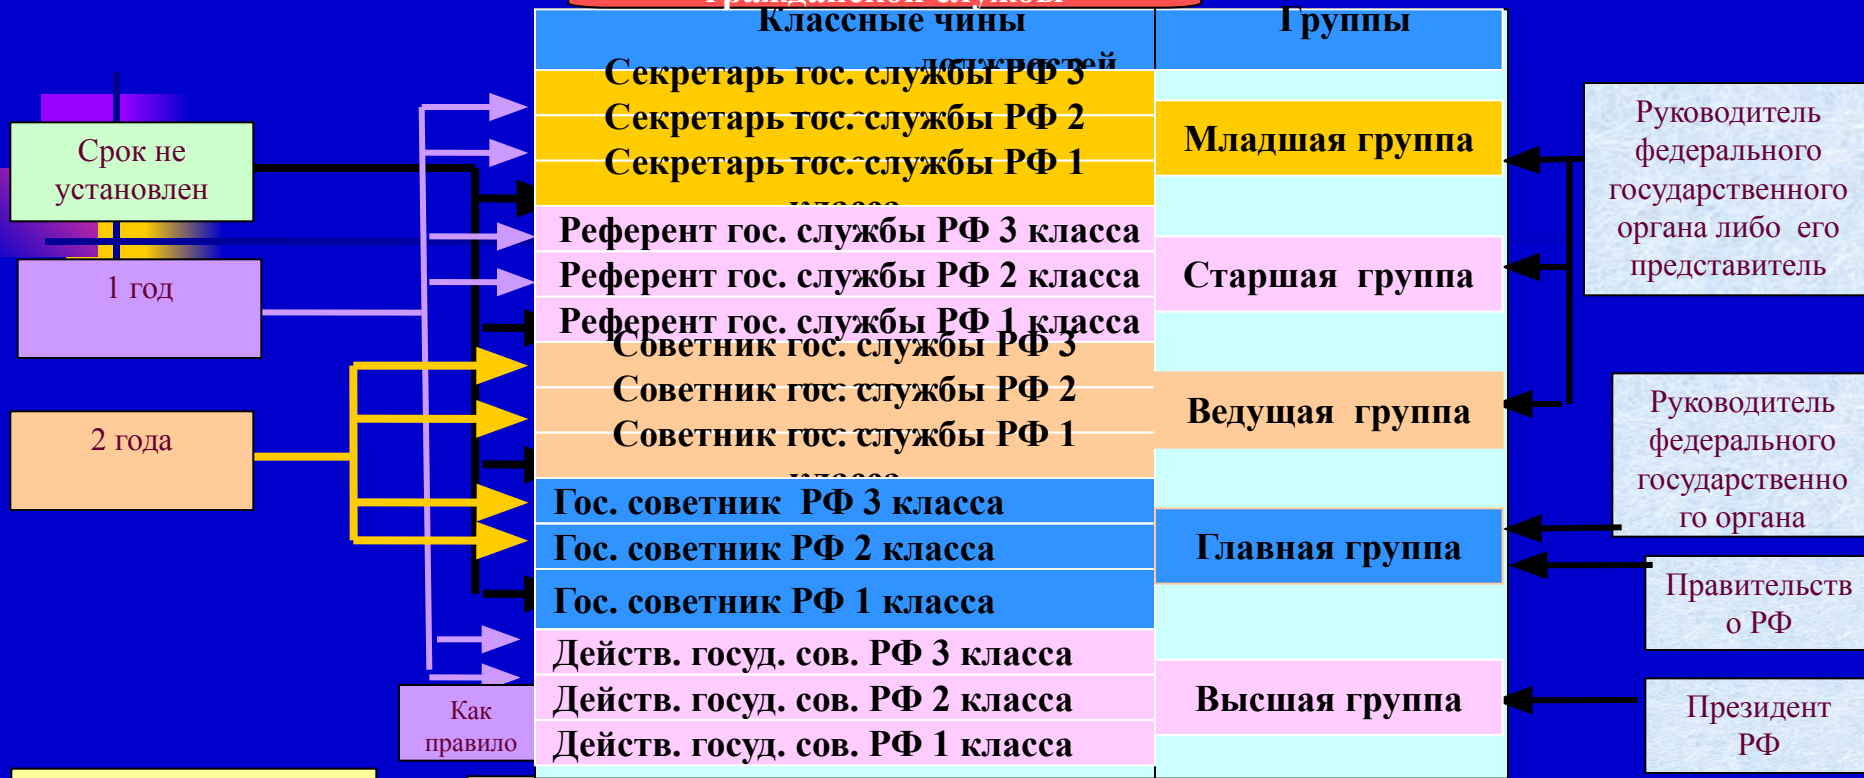 гражданской службы
Классные чины
Группы
должностей
Секретарь гос. службы РФ 3
Секретарь гос. службы РФ 2
Секретарь гос. службы РФ 1
класса
Референт гос. службы РФ 3 класса
Референт гос. службы РФ 2 класса
Референт гос. службы РФ 1 класса
Советник гос. службы РФ 3
Советник гос. службы РФ 2
Советник гос. службы РФ 1
класса
Гос. советник РФ 3 класса
Гос. советник РФ 2 класса
Гос. советник РФ 1 класса
Действ. госуд. сов. РФ 3 класса
Действ. госуд. сов. РФ 2 класса
Действ. госуд. сов. РФ 1 класса
Младшая группа
Старшая группа
Ведущая группа
Главная группа
Высшая группа
Срок не
установлен
1 год
2 года
Как
правило
Руководитель
федерального
государственного
органа либо его
представитель
Руководитель
федерального
государственно
го органа
Правительств
о РФ
Президент
РФ